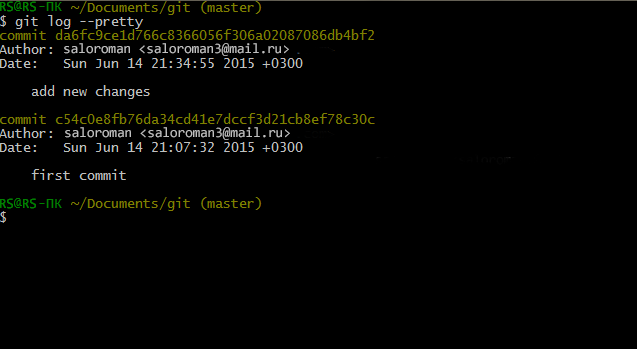 RS@RS-ПК ~/Documents/git (master)
$ git log --pretty
commit da6fc9ce1d766c8366056f306a02087086db4bf2
Author: saloroman <saloroman3@mail.ru>
Date:   Sun Jun 14 21:34:55 2015 +0300
add new changes
commit c54c0e8fb76da34cd41e7dccf3d21cb8ef78c30c
Author: saloroman <saloroman3@mail.ru>
Date:   Sun Jun 14 21:07:32 2015 +0300
first commit
RS@RS-ПК ~/Documents/git (master)
$